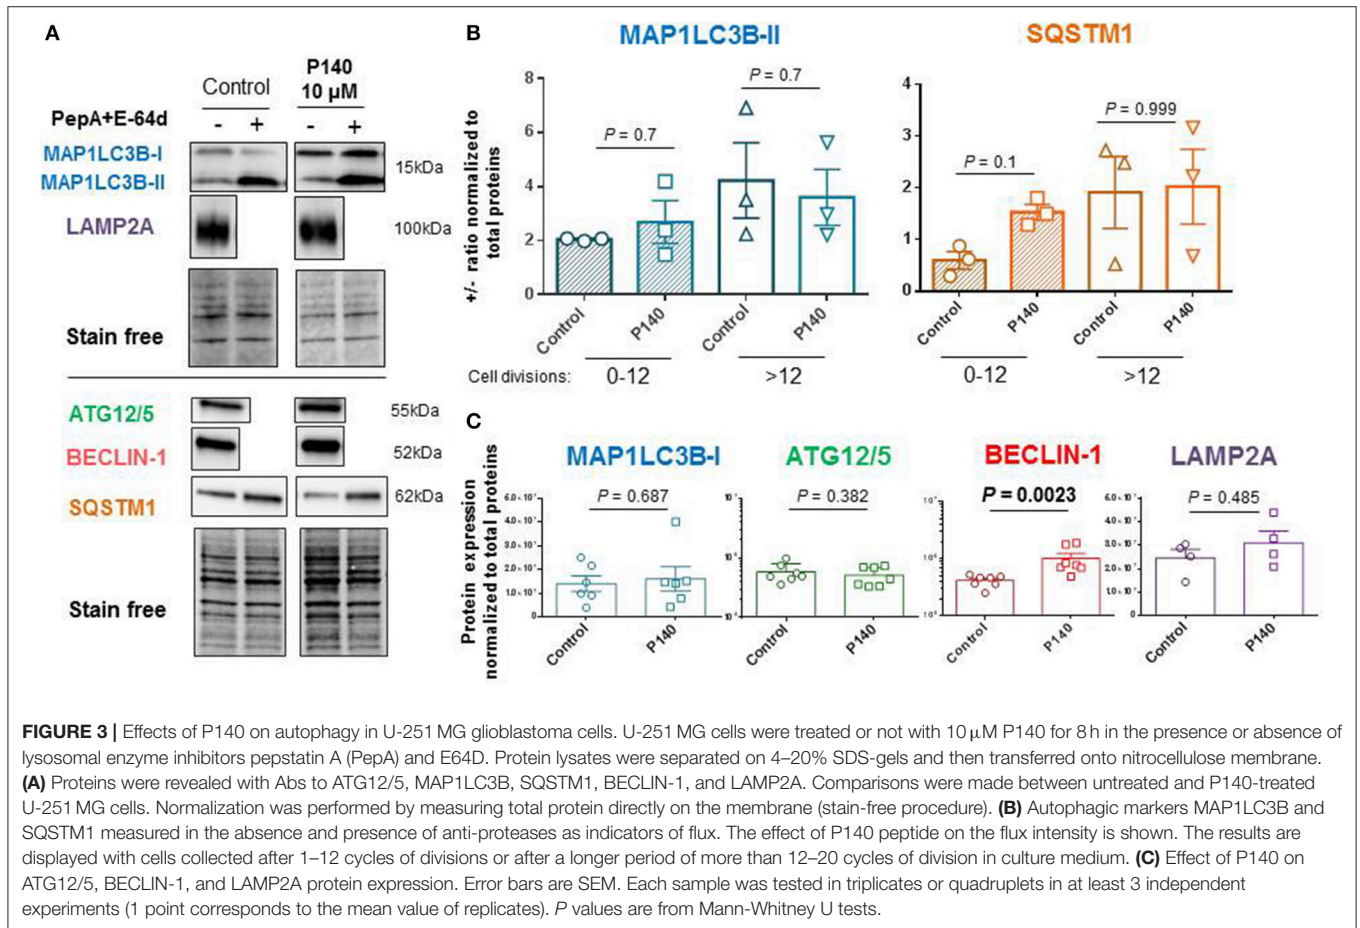 A
Control
P140
10 µM
PepA+E-64d
- + - +
MAP1LC3B-I
MAP1LC3B-II
15kDa
LAMP2A
100kDa
Stain free
ATG12/5
55kDa
BECLIN-1
52kDa
SQSTM1
62kDa
Stain free
B
MAP1LC3B-II
+/- ratio normalized to
total proteins
8
6
4
2
0
P = 0.7
P = 0.7
Control
P140
Control
P140
Cell divisions:
0-12
>12
SQSTM1
4
3
2
1
0
P = 0.1
P = 0.999
Control
P140
Control
P140
0-12
>12
C
Protein expression
normalized to total proteins
MAP1LC3B-I
P = 0.687
0
Control
P140
ATG12/5
P = 0.382
Control
P140
BECLIN-1
P = 0.0023
Control
P140
LAMP2A
P = 0.485
0
Control
P140
FIGURE 3 | Effects of P140 on autophagy in U-251 MG glioblastoma cells. U-251 MG cells were treated or not with 10 µM P140 for 8 h in the presence or absence of
lysosomal enzyme inhibitors pepstatin A (PepA) and E64D. Protein lysates were separated on 4–20% SDS-gels and then transferred onto nitrocellulose membrane.
(A) Proteins were revealed with Abs to ATG12/5, MAP1LC3B, SQSTM1, BECLIN-1, and LAMP2A. Comparisons were made between untreated and P140-treated
U-251 MG cells. Normalization was performed by measuring total protein directly on the membrane (stain-free procedure). (B) Autophagic markers MAP1LC3B and
SQSTM1 measured in the absence and presence of anti-proteases as indicators of flux. The effect of P140 peptide on the flux intensity is shown. The results are
displayed with cells collected after 1–12 cycles of divisions or after a longer period of more than 12–20 cycles of division in culture medium. (C) Effect of P140 on
ATG12/5, BECLIN-1, and LAMP2A protein expression. Error bars are SEM. Each sample was tested in triplicates or quadruplets in at least 3 independent
experiments (1 point corresponds to the mean value of replicates). P values are from Mann-Whitney U tests.